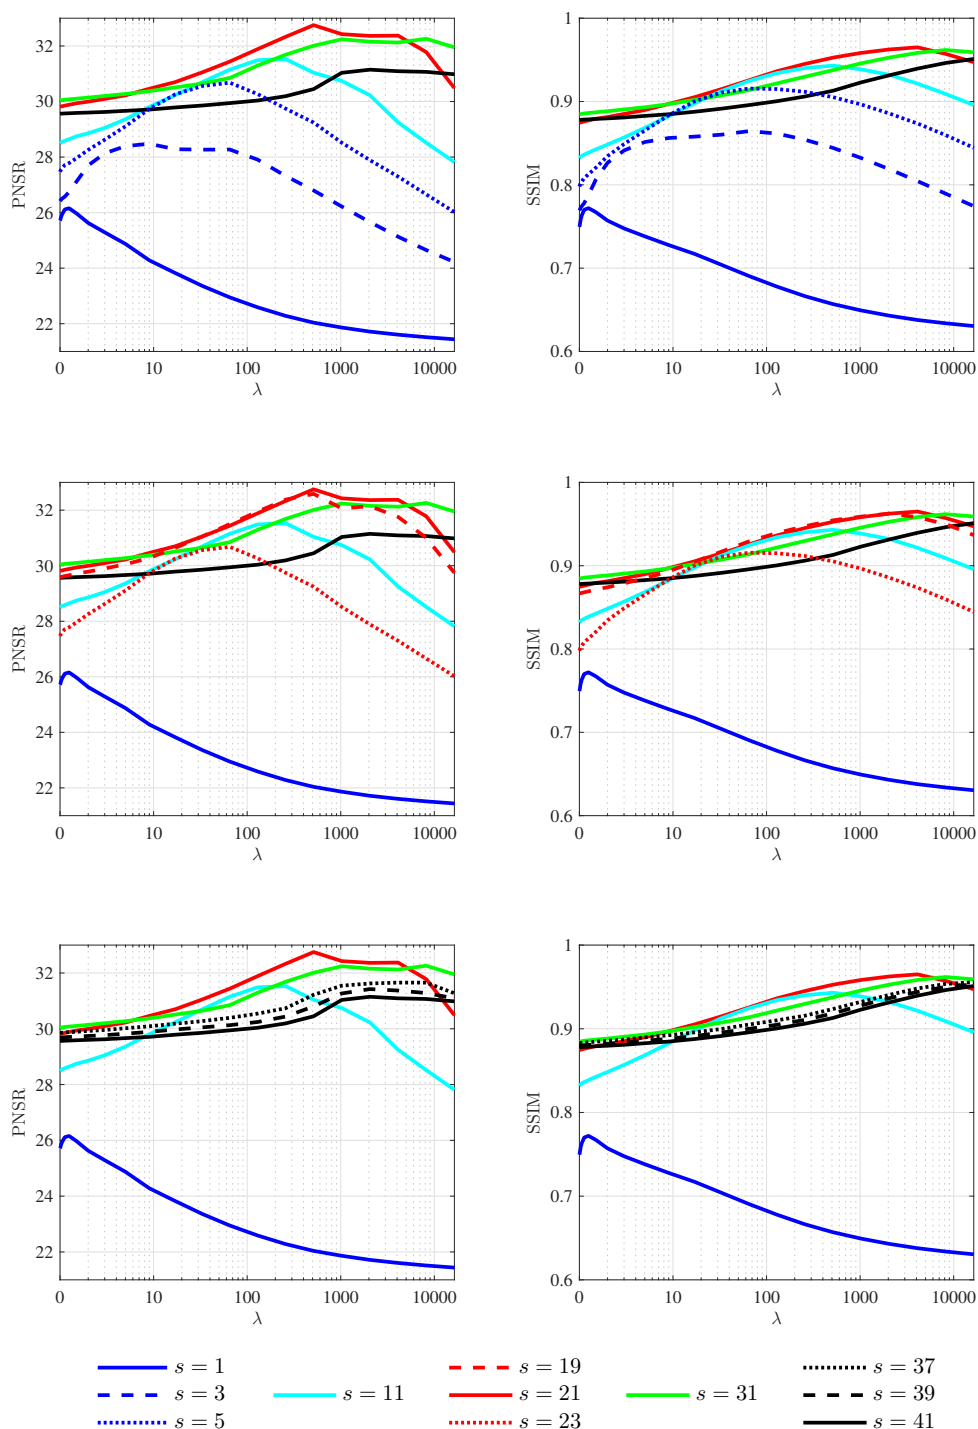 32
30
28
26
24
22
PNSR
0 10 100 1000 10000
λ
1
0.9
0.8
0.7
0.6
SSIM
0 10 100 1000 10000
λ
32
30
28
26
24
22
PNSR
0 10 100 1000 10000
λ
1
0.9
0.8
0.7
0.6
SSIM
0 10 100 1000 10000
λ
32
30
28
26
24
22
PNSR
0 10 100 1000 10000
λ
1
0.9
0.8
0.7
0.6
SSIM
0 10 100 1000 10000
λ
s = 1 s = 19 s = 37
s = 3 s = 11 s = 21 s = 31 s = 39
s = 5 s = 23 s = 41